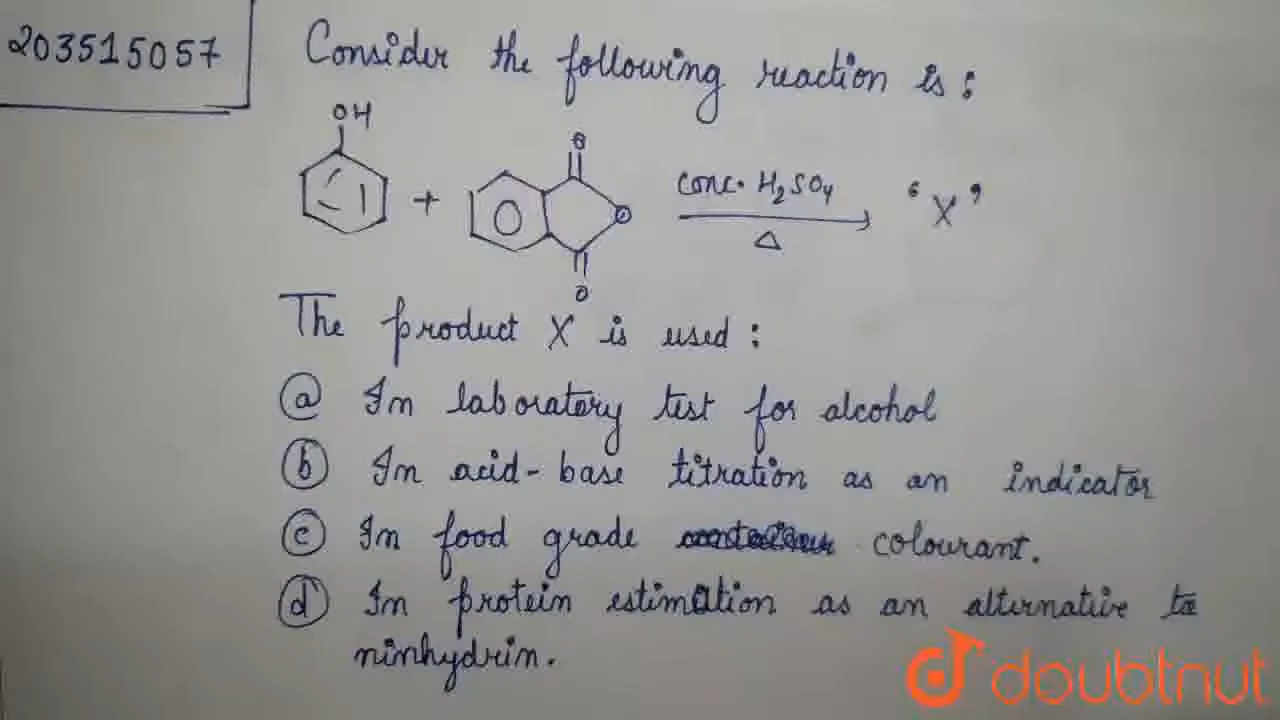 203515057
Consider the following reaction is :
OH
O
+
O
conc. H2SO4
Δ
'X'
O
The product X is used :
(a) In laboratory test for alcohol
(b) In acid-base titration as an indicator
(c) In food grade colourant.
(d) In protein estimation as an alternative to
ninhydrin.
doubtnut